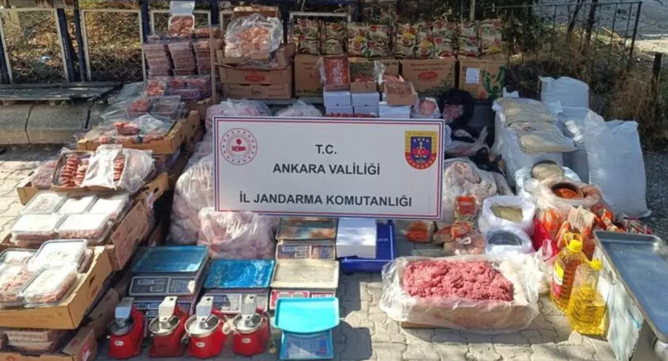 T.C.
ANKARA VALİLİĞİ
İL JANDARMA KOMUTANLIĞI